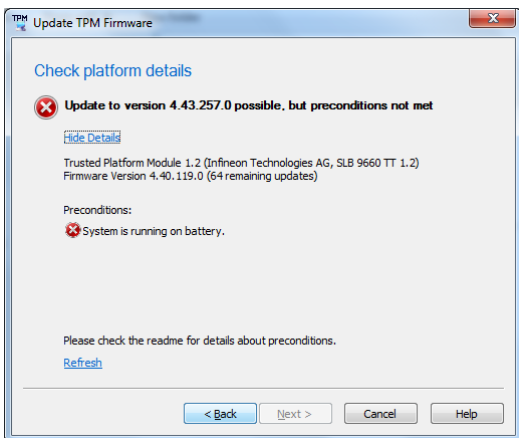 TPM
Update TPM Firmware
Check platform details
Update to version 4.43.257.0 possible, but preconditions not met
Hide Details
Trusted Platform Module 1.2 (Infineon Technologies AG, SLB 9660 TT 1.2)
Firmware Version 4.40.119.0 (64 remaining updates)
Preconditions:
System is running on battery.
Please check the readme for details about preconditions.
Refresh
< Back Next > Cancel Help